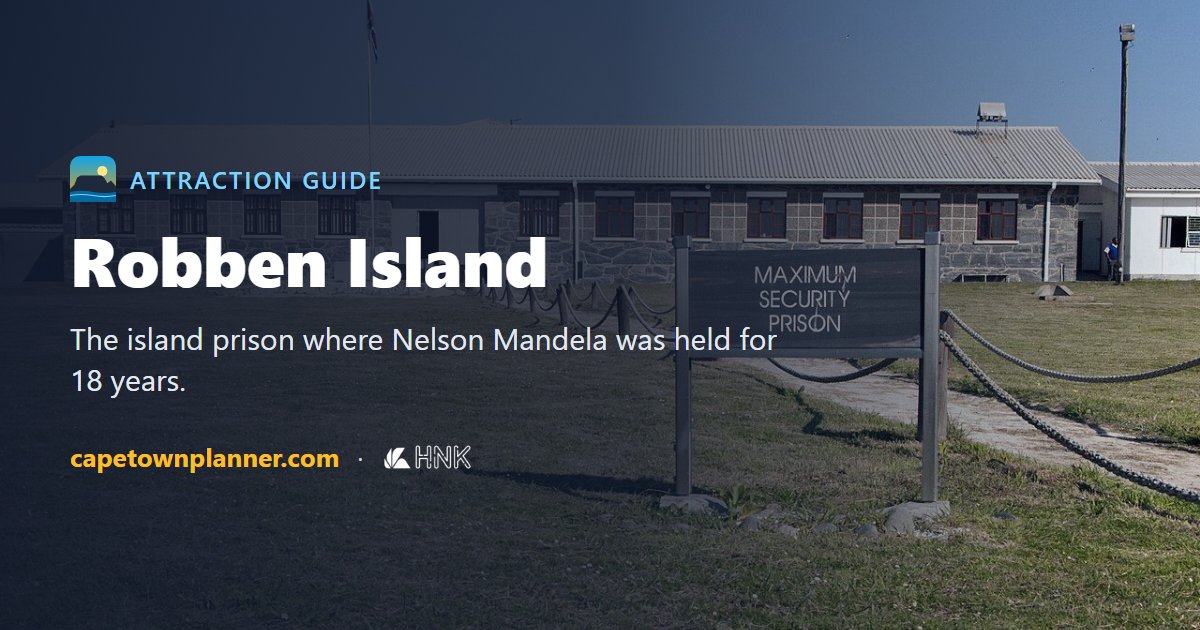 ATTRACTION GUIDE
Robben Island
The island prison where Nelson Mandela was held for
18 years.
capetownplanner.com · HNK
MAXIMUM
SECURITY
PRISON